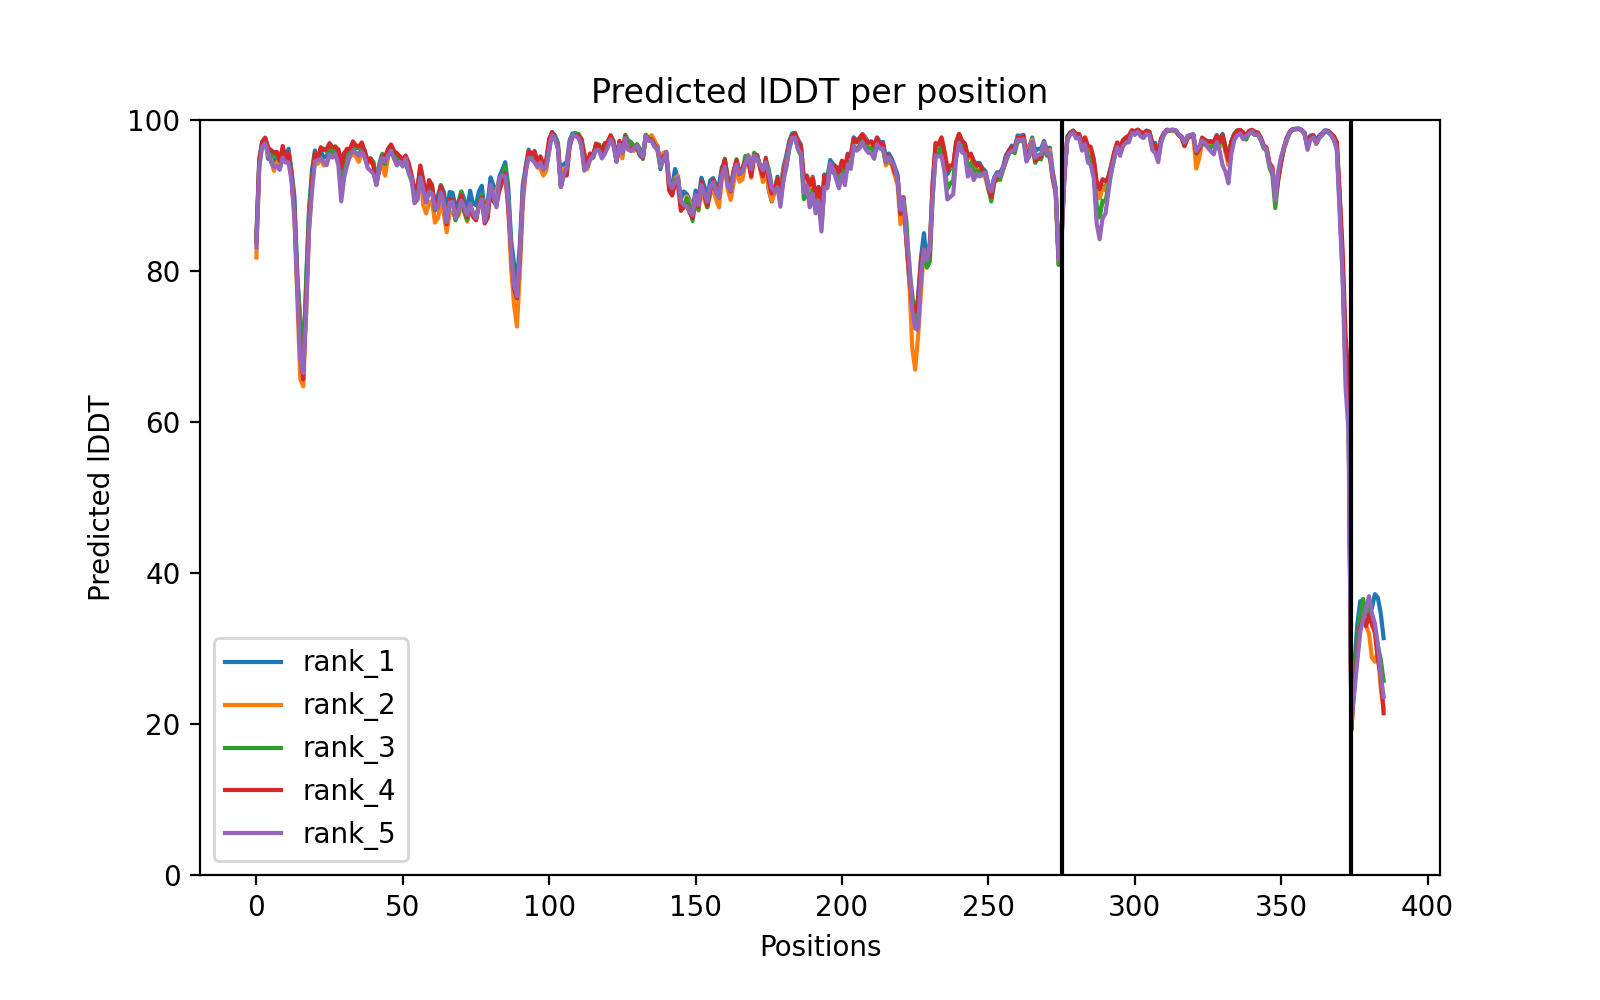 Predicted lDDT per position
100
80
60
40
20
0
Predicted lDDT
rank_1
rank_2
rank_3
rank_4
rank_5
0 50 100 150 200 250 300 350 400
Positions